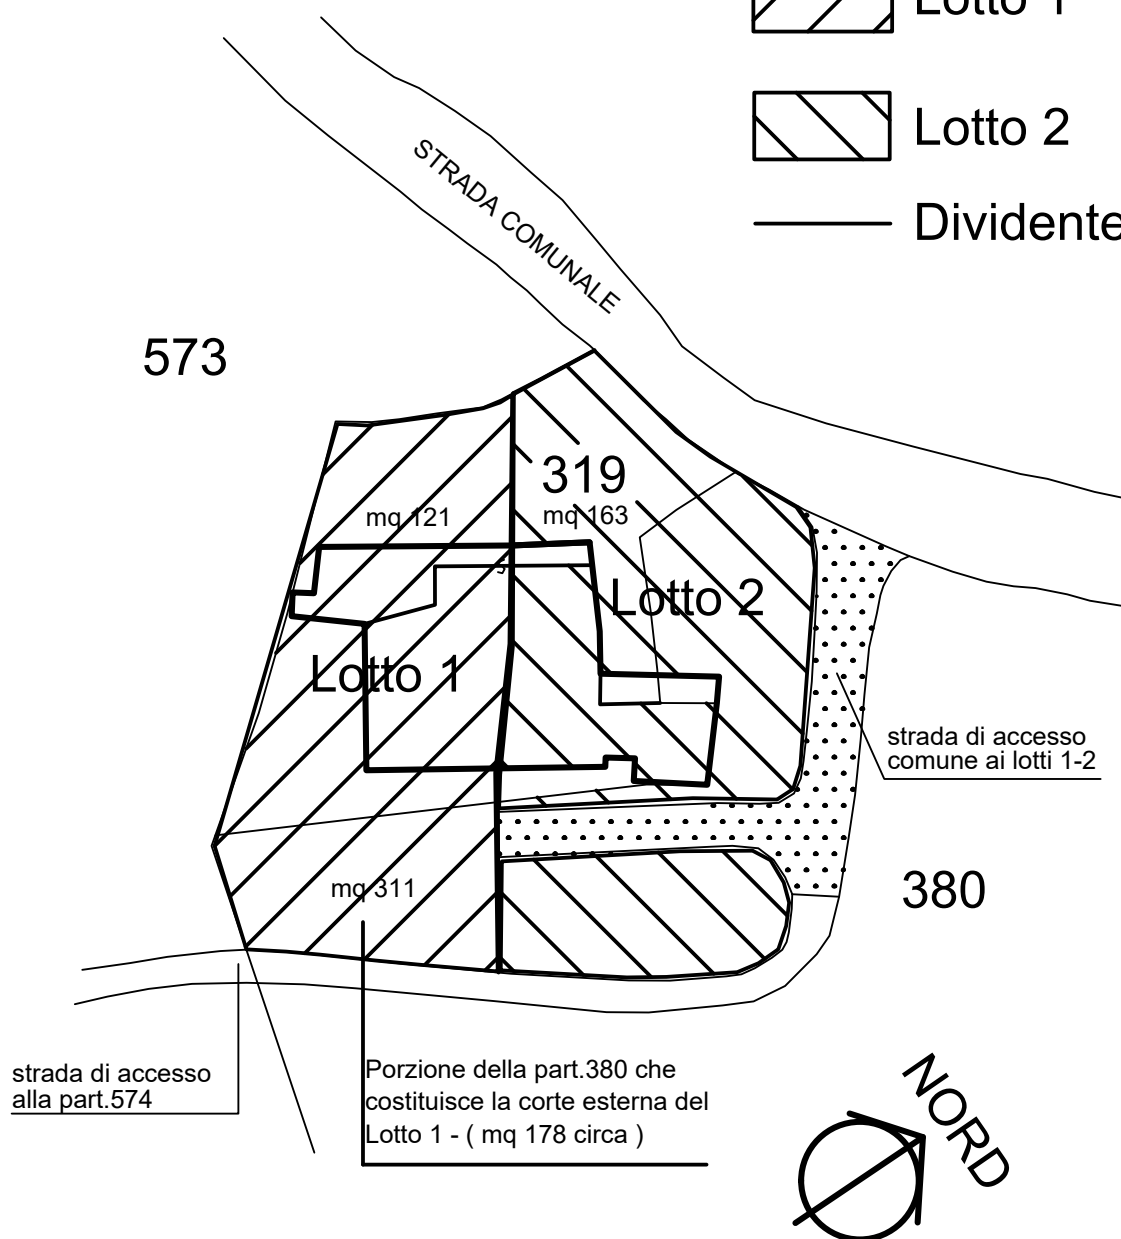 Lotto 1
Lotto 2
Dividente
STRADA COMUNALE
573
319
mq 121
mq 163
Lotto 2
Lotto 1
strada di accesso
comune ai lotti 1-2
mq 311
380
strada di accesso
alla part.574
Porzione della part.380 che
costituisce la corte esterna del
Lotto 1 - ( mq 178 circa )
NORD